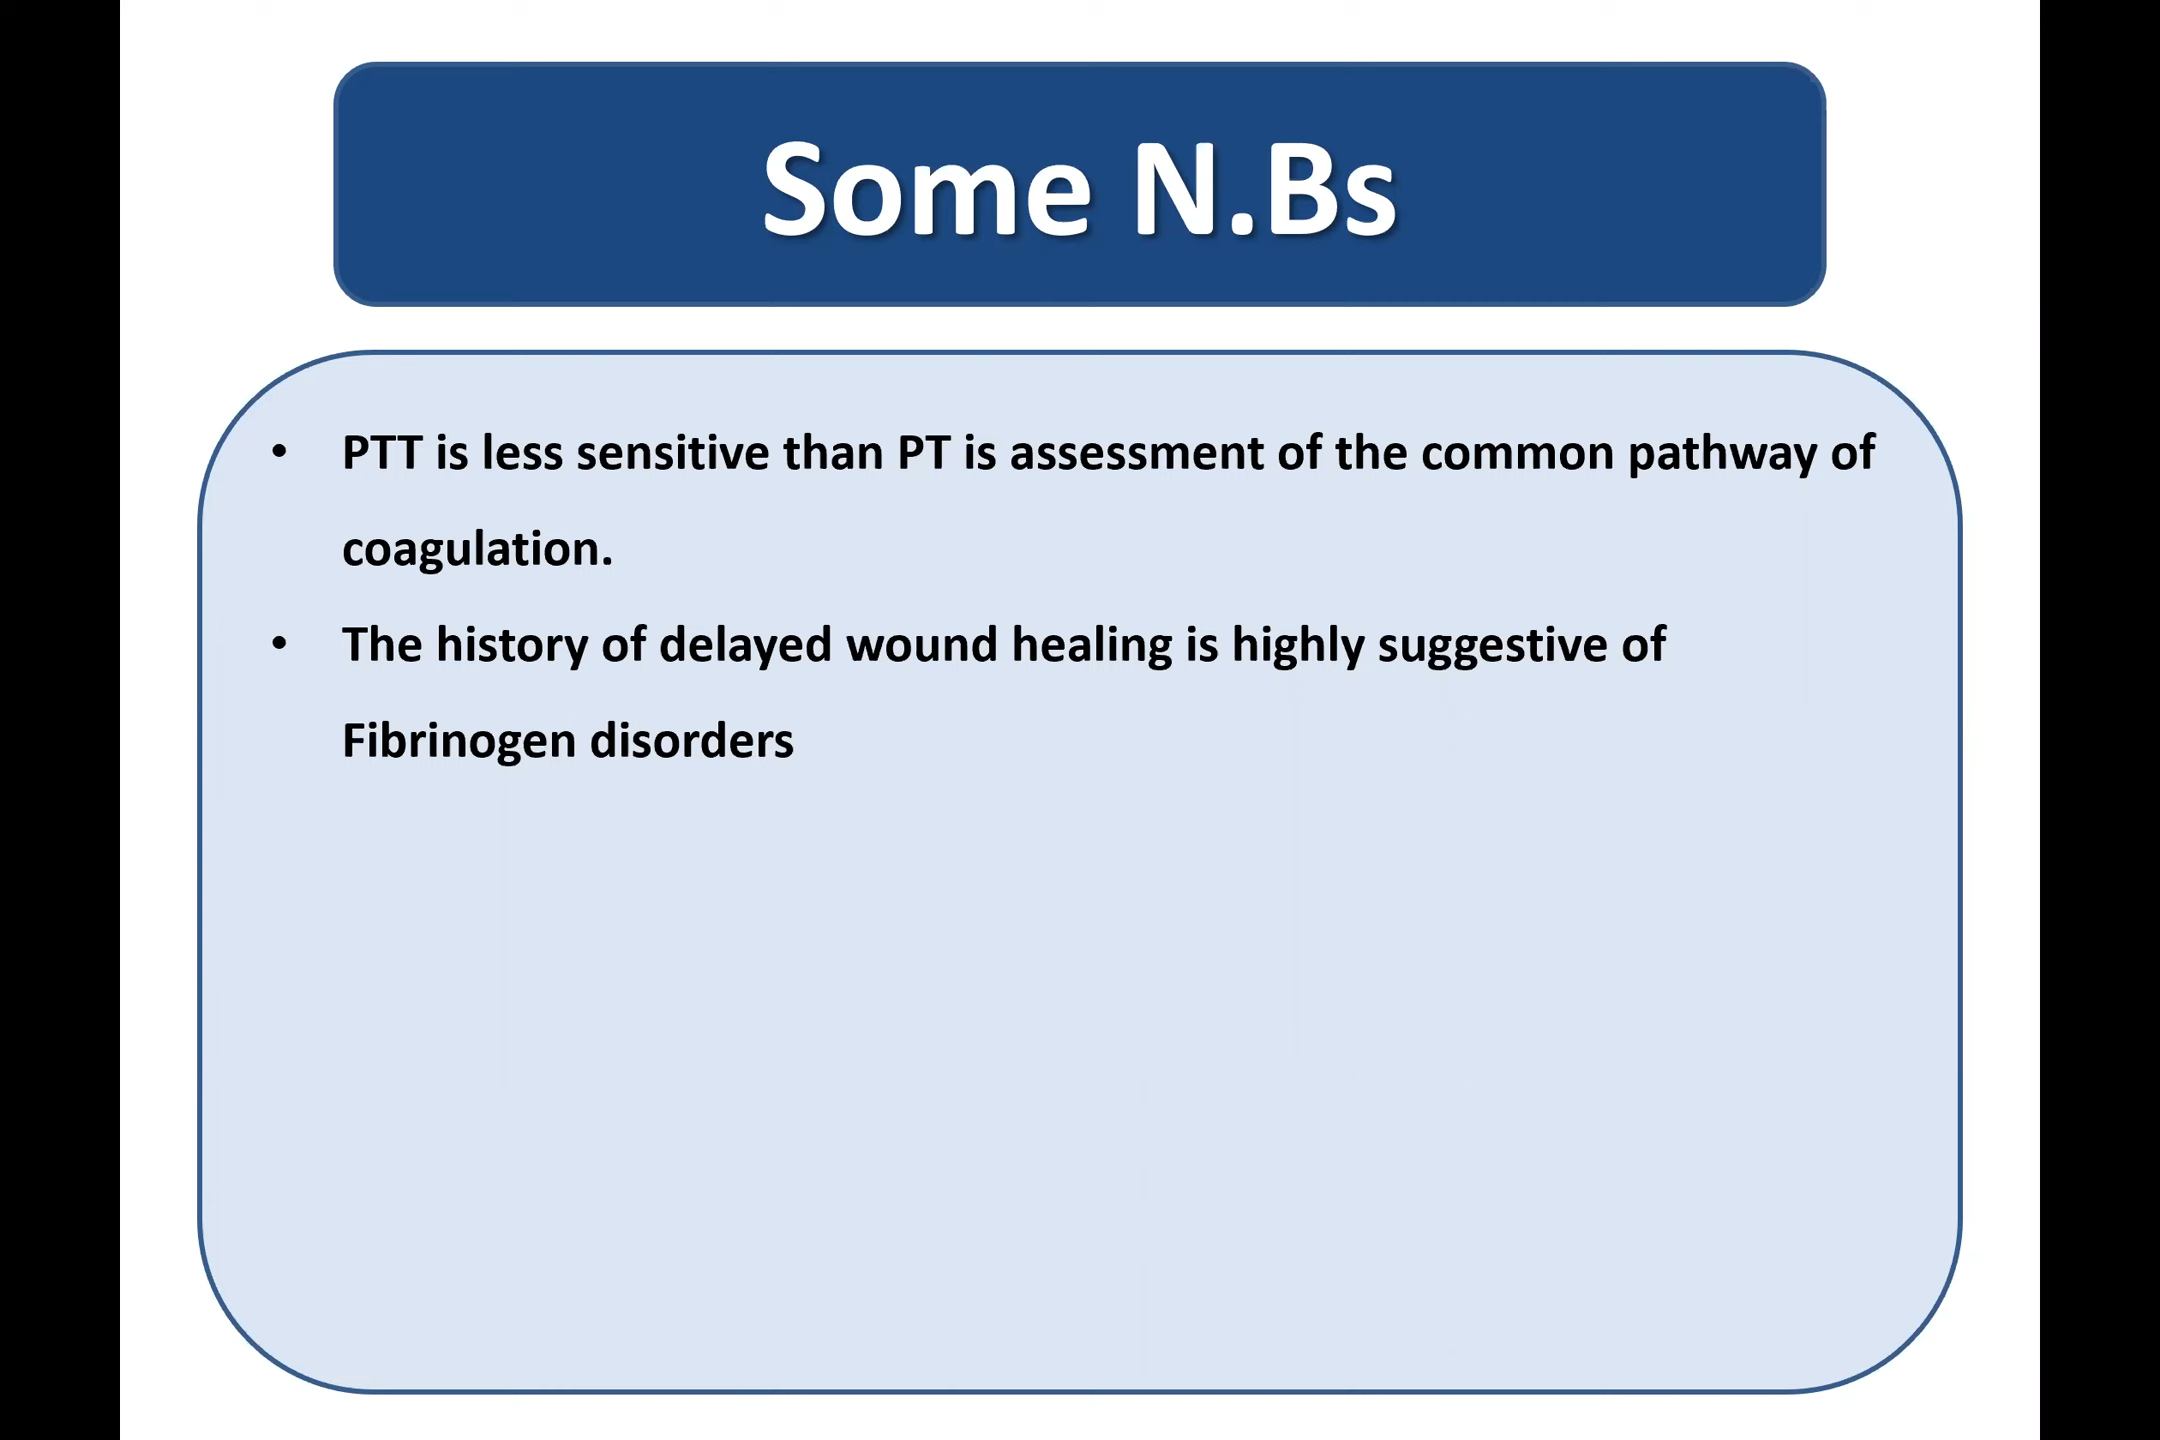 Some N.Bs
• PTT is less sensitive than PT is assessment of the common pathway of
coagulation.
• The history of delayed wound healing is highly suggestive of
Fibrinogen disorders